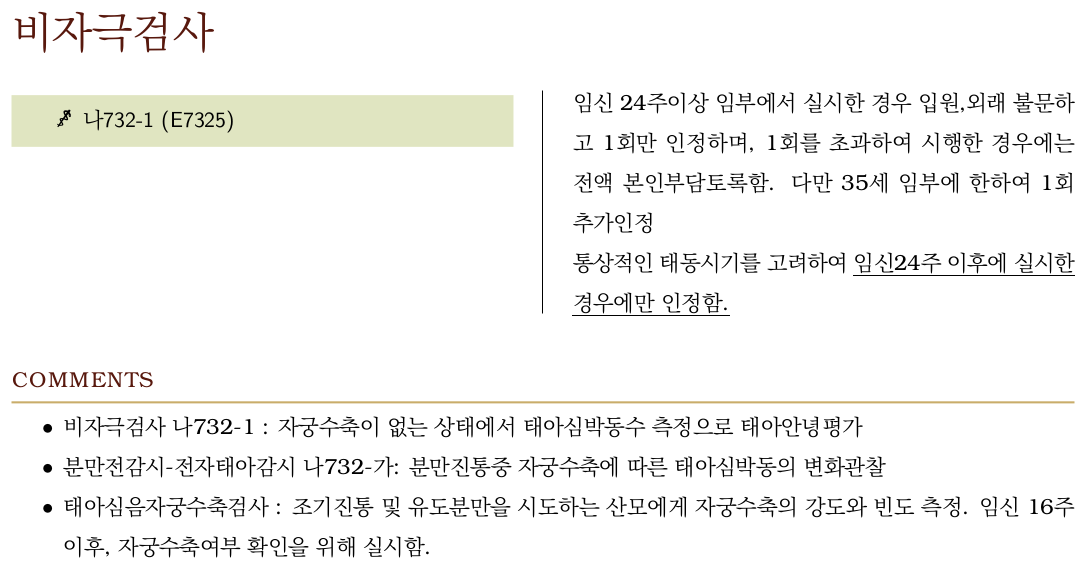 비자극검사
나732-1 (E7325)
임신 24주이상 임부에서 실시한 경우 입원,외래 불문하
고 1회만 인정하며, 1회를 초과하여 시행한 경우에는
전액 본인부담토록함. 다만 35세 임부에 한하여 1회
추가인정
통상적인 태동시기를 고려하여 임신24주 이후에 실시한
경우에만 인정함.
COMMENTS
• 비자극검사 나732-1 : 자궁수축이 없는 상태에서 태아심박동수 측정으로 태아안녕평가
• 분만전감시-전자태아감시 나732-가: 분만진통중 자궁수축에 따른 태아심박동의 변화관찰
• 태아심음자궁수축검사 : 조기진통 및 유도분만을 시도하는 산모에게 자궁수축의 강도와 빈도 측정. 임신 16주
이후, 자궁수축여부 확인을 위해 실시함.